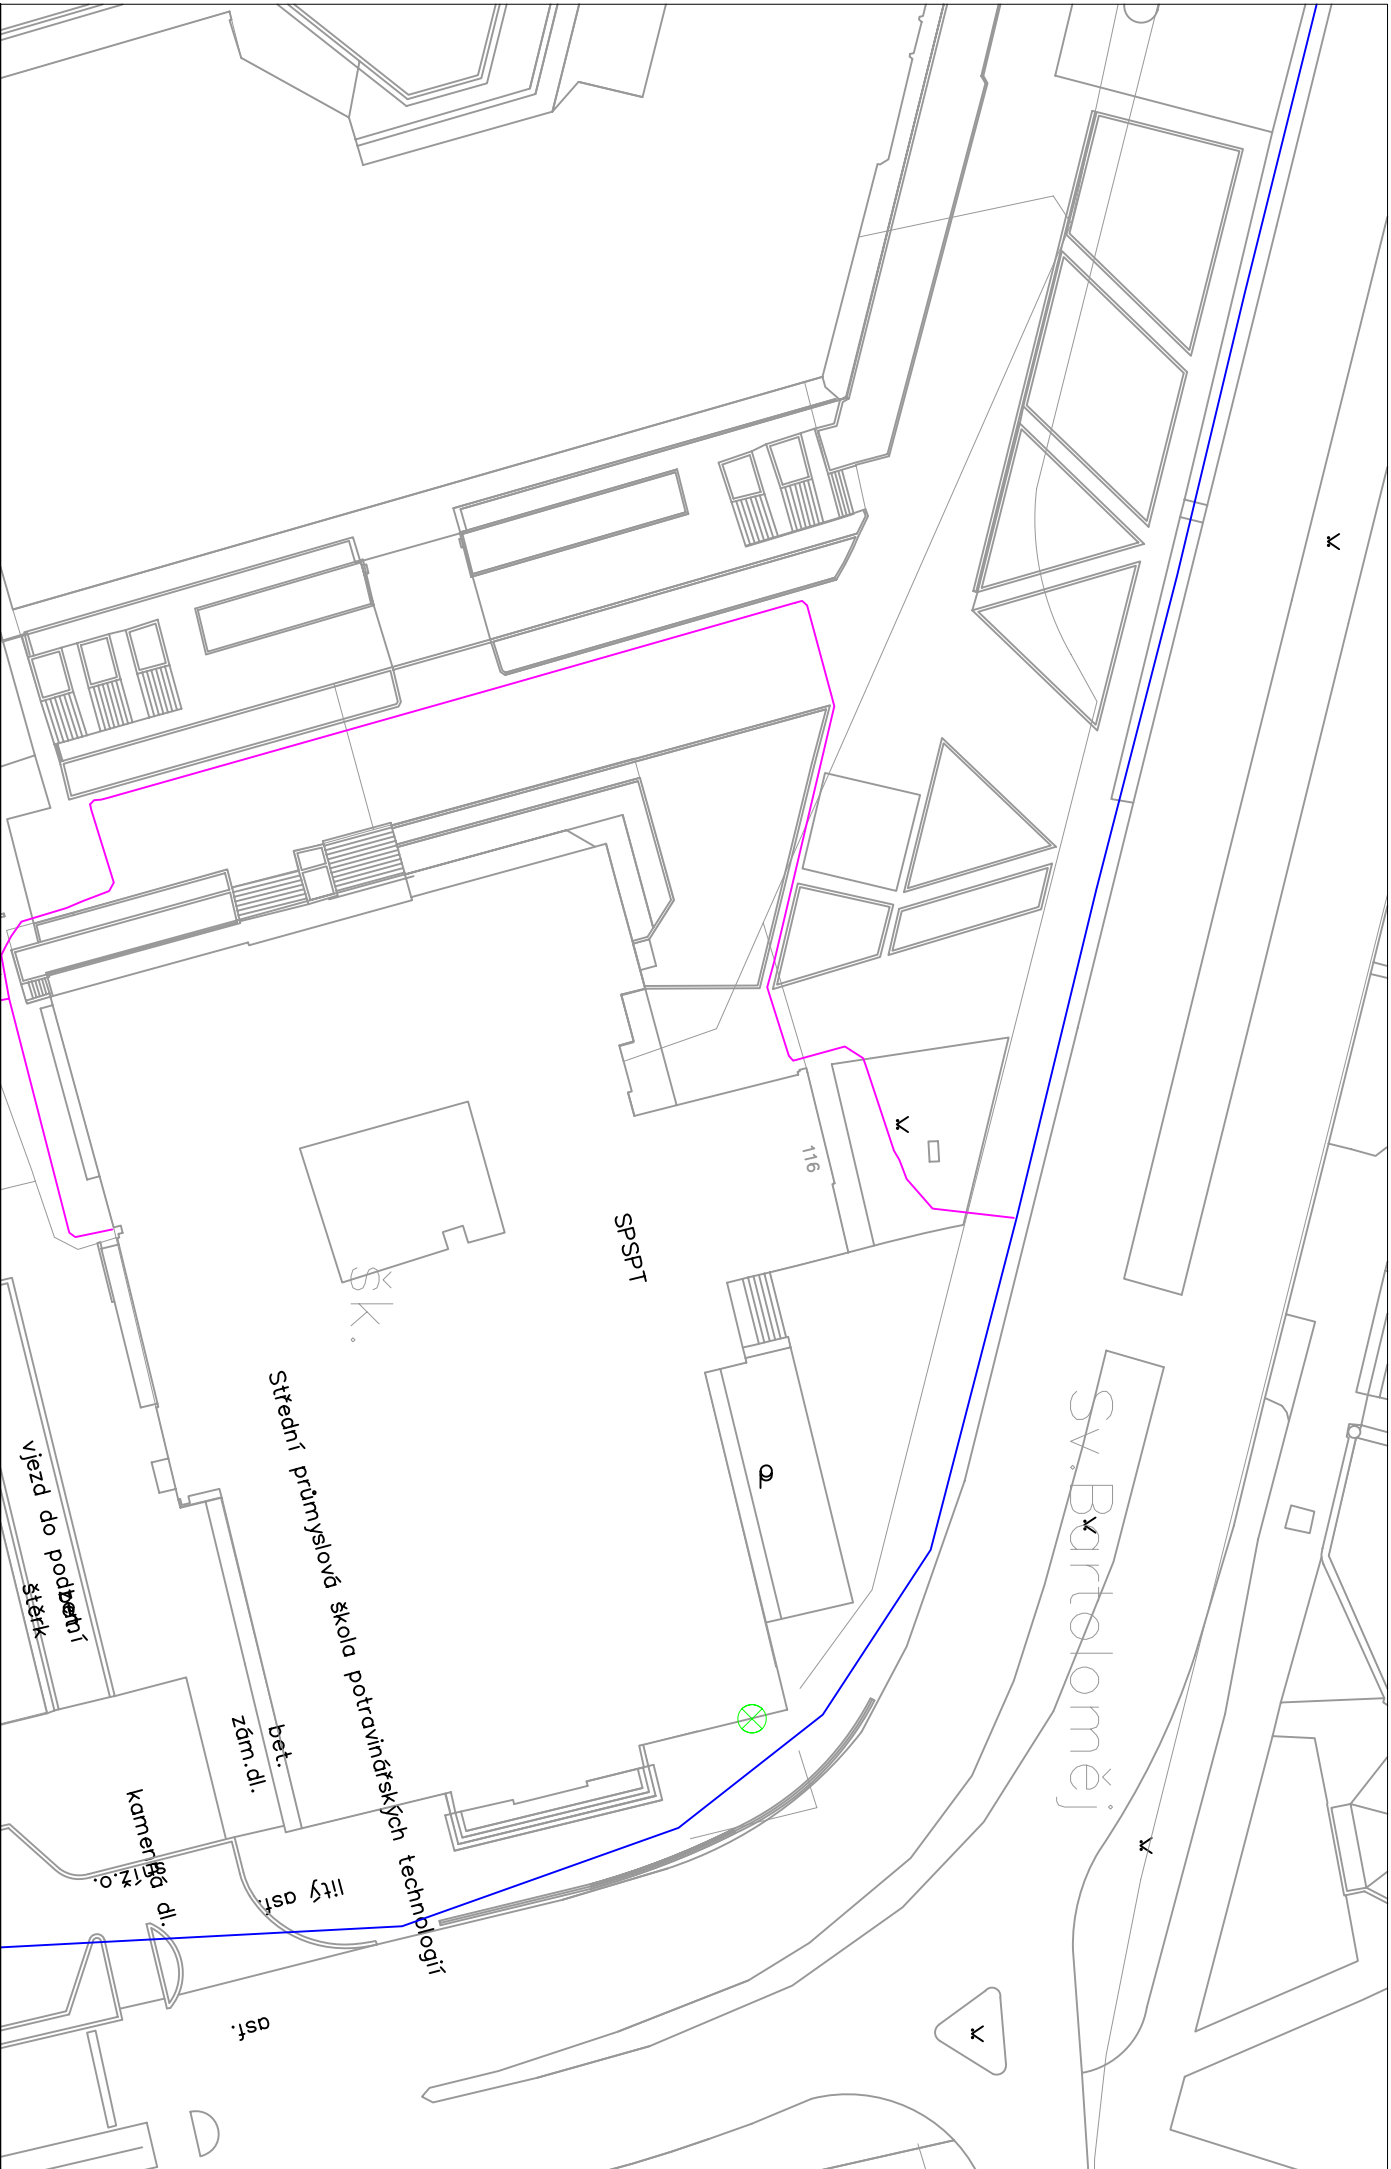 v.
v.
116
SPSPT
Šk.
Střední průmyslová škola potravinářských technologií
Sv.Bartoloměj
p
v.
vjezd do podzemí
štěrk
bet.
zám.dl.
kamenná dl.
litý asf.
v.
asf.
v.